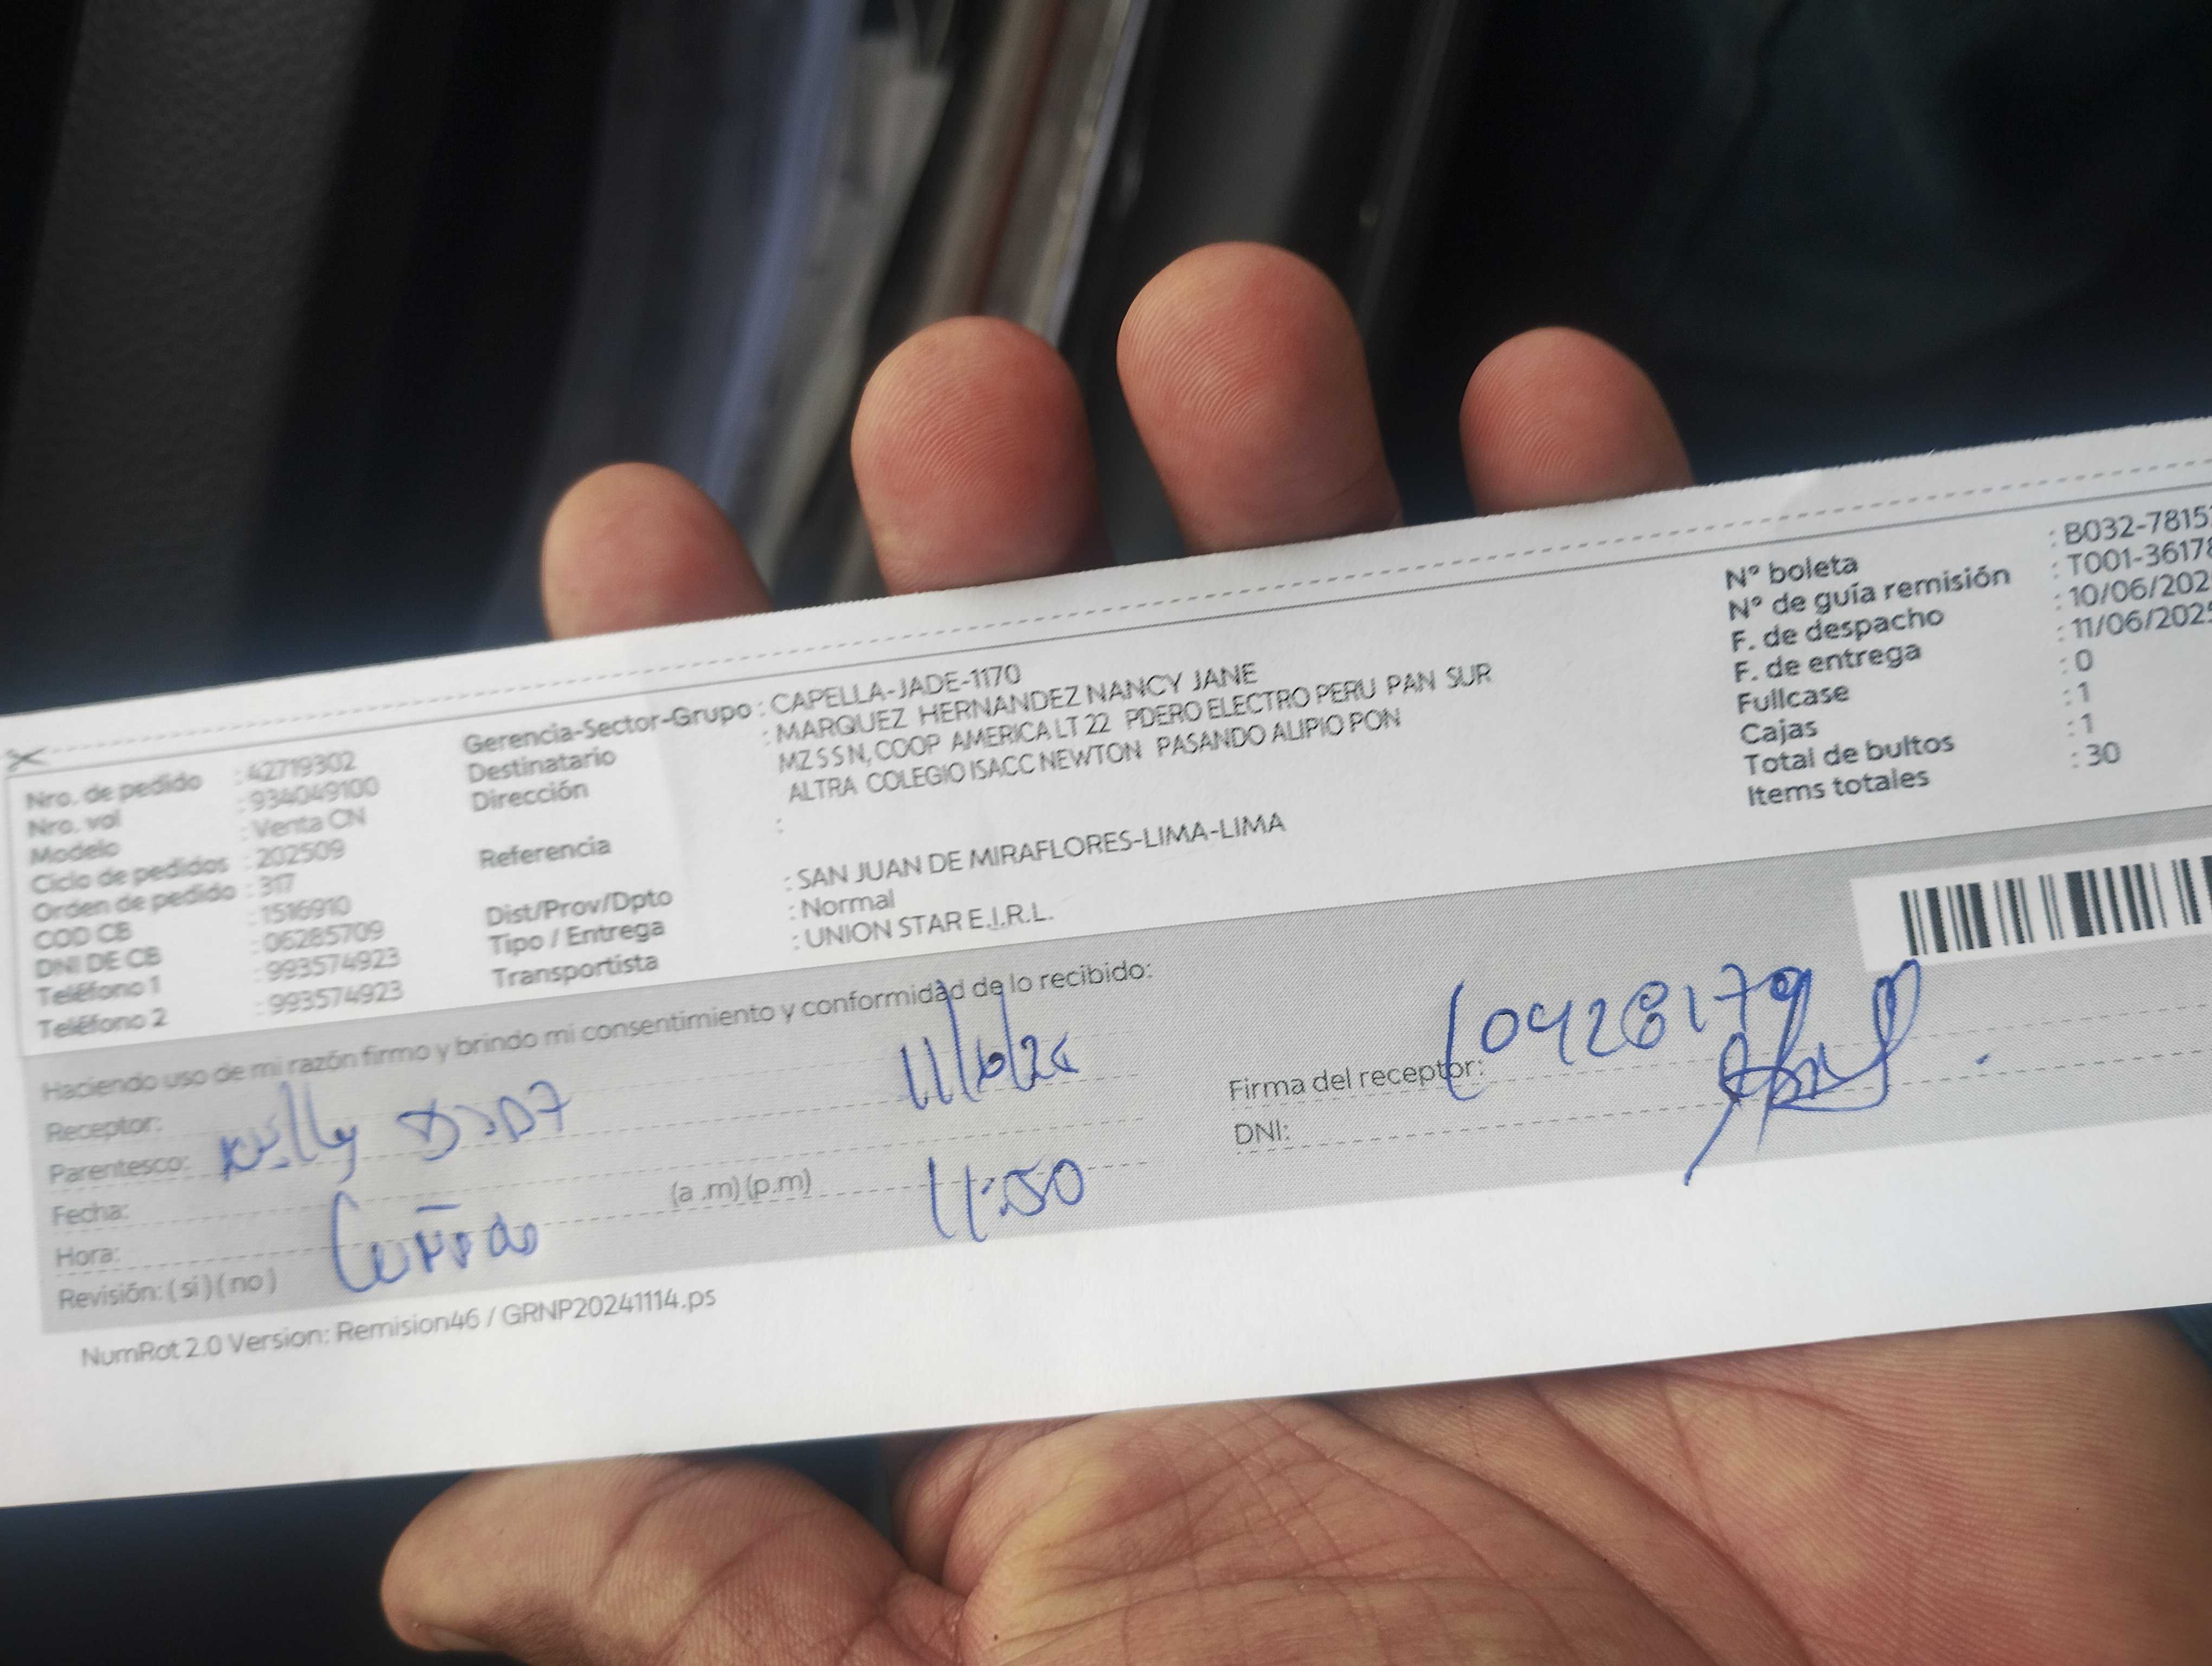 Nro. de pedido : 42719302
Nro. vol : 934049100
Modelo : Venta CN
Ciclo de pedidos : 202509
Orden de pedido : 317
COD CB : 1516910
DNI DE CB : 06285709
Teléfono 1 : 993574923
Teléfono 2 : 993574923
Gerencia-Sector-Grupo : CAPELLA-JADE-1170
Destinatario : MARQUEZ HERNANDEZ NANCY JANE
Dirección MZ S S N, COOP AMERICA LT 22 PDERO ELECTRO PERU PAN SUR
ALTRA COLEGIO ISACC NEWTON PASANDO ALIPIO PON
Referencia :
Dist/Prov/Dpto : SAN JUAN DE MIRAFLORES-LIMA-LIMA
Tipo / Entrega : Normal
Transportista : UNION STAR E.I.R.L.
N° boleta : B032-7815
N° de guía remisión : T001-3617
F. de despacho : 10/06/202
F. de entrega : 11/06/202
Fullcase : 0
Cajas : 1
Total de bultos : 1
Items totales : 30
Haciendo uso de mi razón firmo y brindo mi consentimiento y conformidad de lo recibido:
Receptor:
Parentesco:
Fecha:
Hora: (a .m) (p.m) 11:50
Revisión: ( si ) ( no )
Firma del receptor: 
DNI:
NumRot 2.0 Version: Remision46 / GRNP20241114.ps